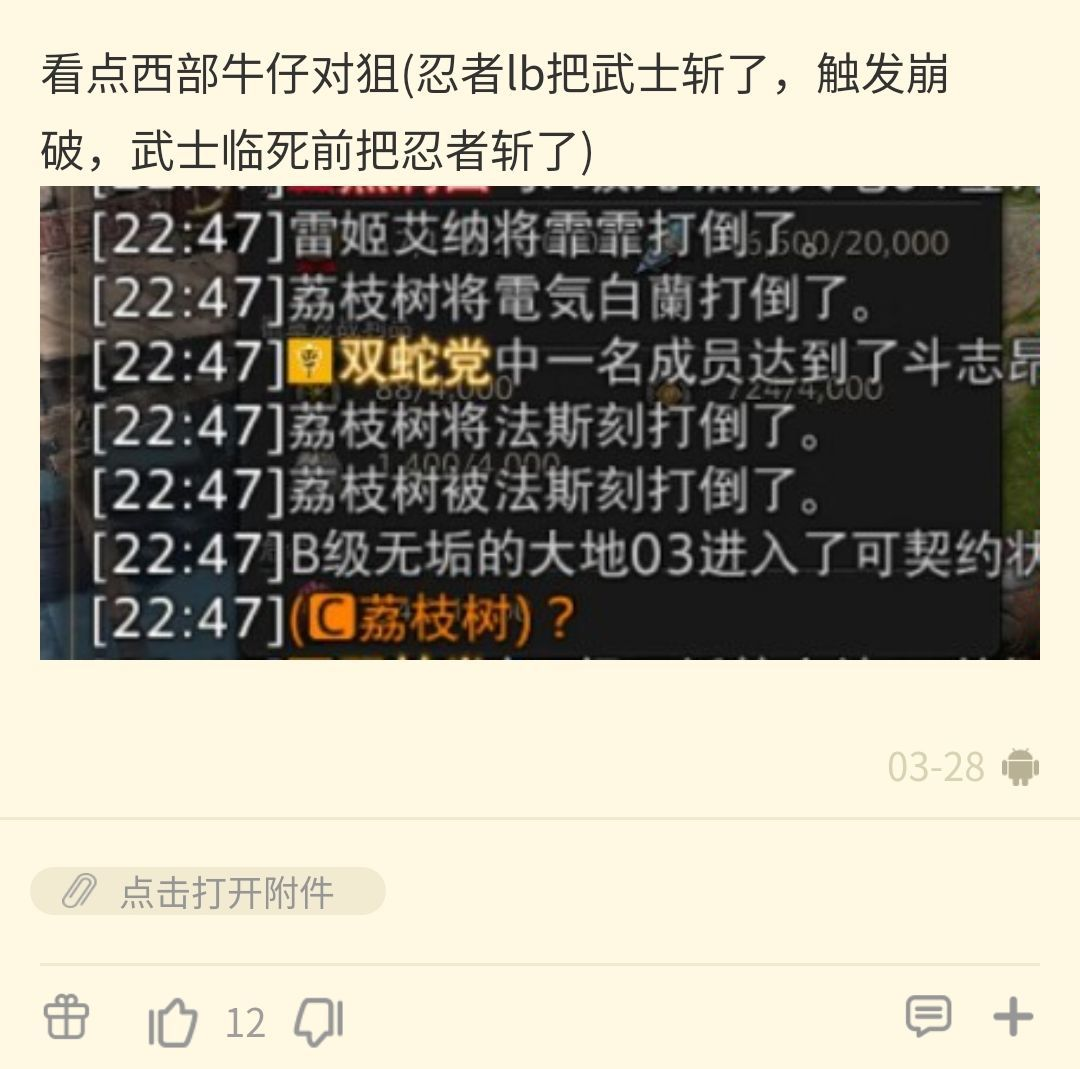 看点西部牛仔对狙(忍者lb把武士斩了，触发崩
破，武士临死前把忍者斩了)
[22:47]雷姬艾纳将霏霏打倒了。
[22:47]荔枝树将電気白蘭打倒了。
[22:47]双蛇党中一名成员达到了斗志昂
[22:47]荔枝树将法斯刻打倒了。
[22:47]荔枝树被法斯刻打倒了。
[22:47]B级无垢的大地03进入了可契约状
[22:47](C荔枝树)？
03-28
点击打开附件
12